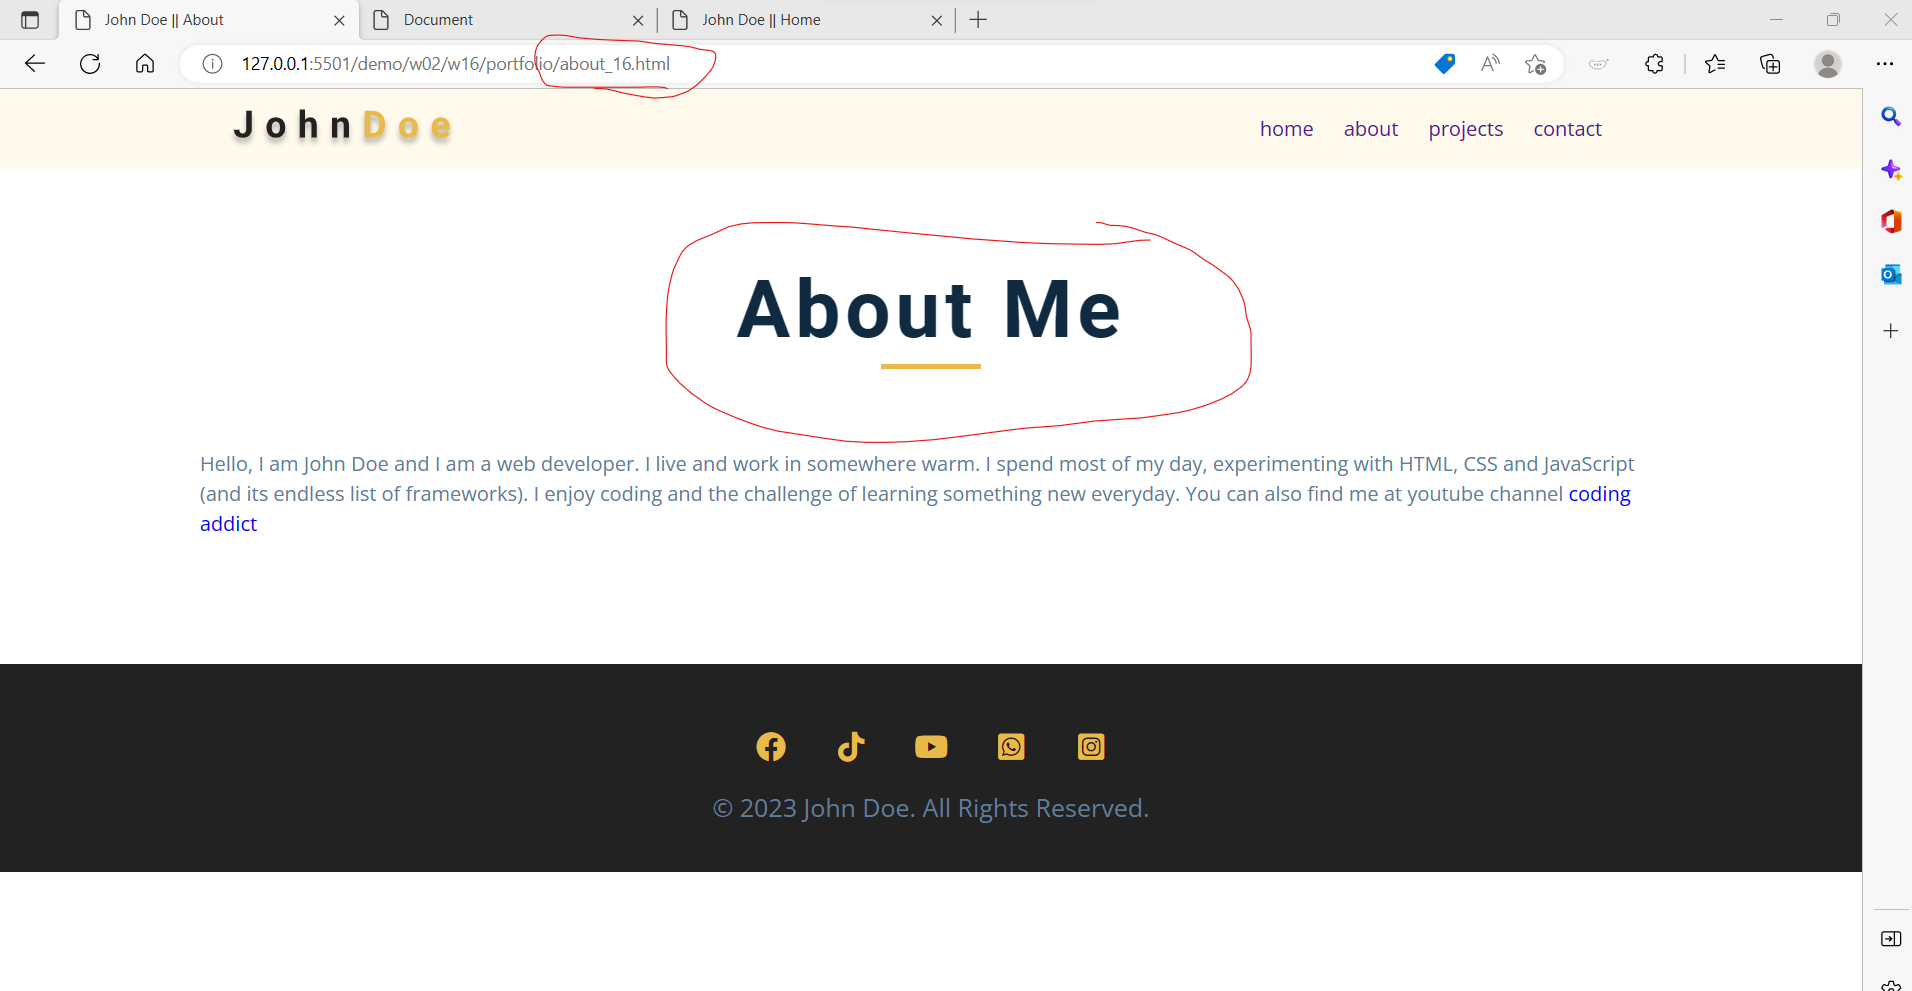 John Doe || About
Document
John Doe || Home
127.0.0.1:5501/demo/w02/w16/portfolio/about_16.html
JohnDoe
home about projects contact
About Me
Hello, I am John Doe and I am a web developer. I live and work in somewhere warm. I spend most of my day, experimenting with HTML, CSS and JavaScript
(and its endless list of frameworks). I enjoy coding and the challenge of learning something new everyday. You can also find me at youtube channel coding
addict
© 2023 John Doe. All Rights Reserved.